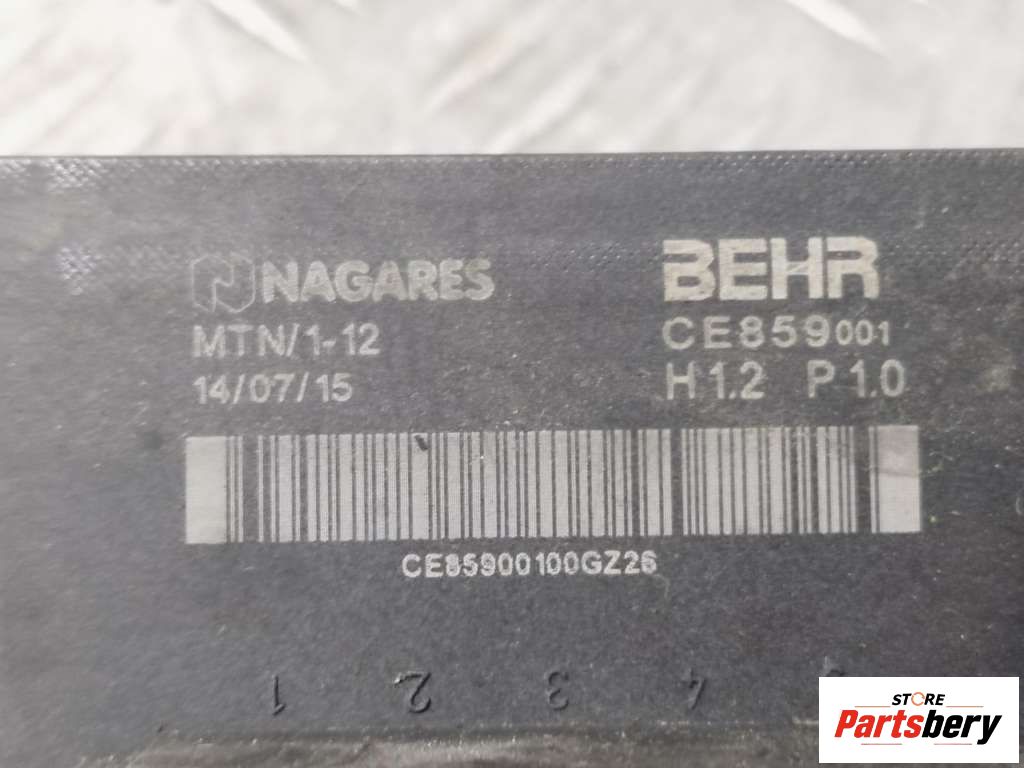 NAGARES
MTN/1-12
14/07/15
BEHR
CE859001
H1.2 P1.0
CE85900100GZ26
1 2 3 4
STORE
Partsbery